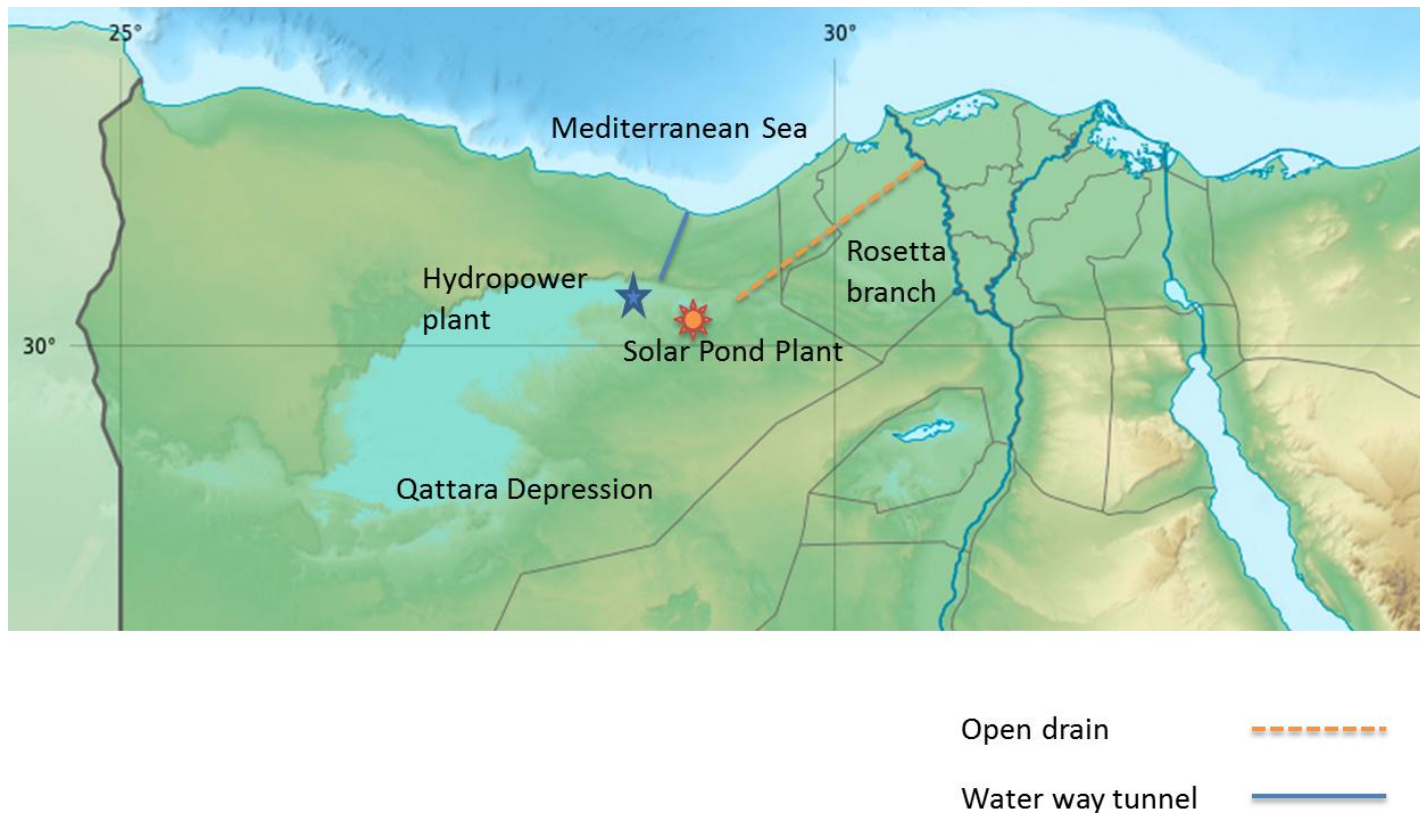 25°
30°
Mediterranean Sea
Rosetta
branch
Hydropower
plant
30°
Solar Pond Plant
Qattara Depression
Open drain
Water way tunnel